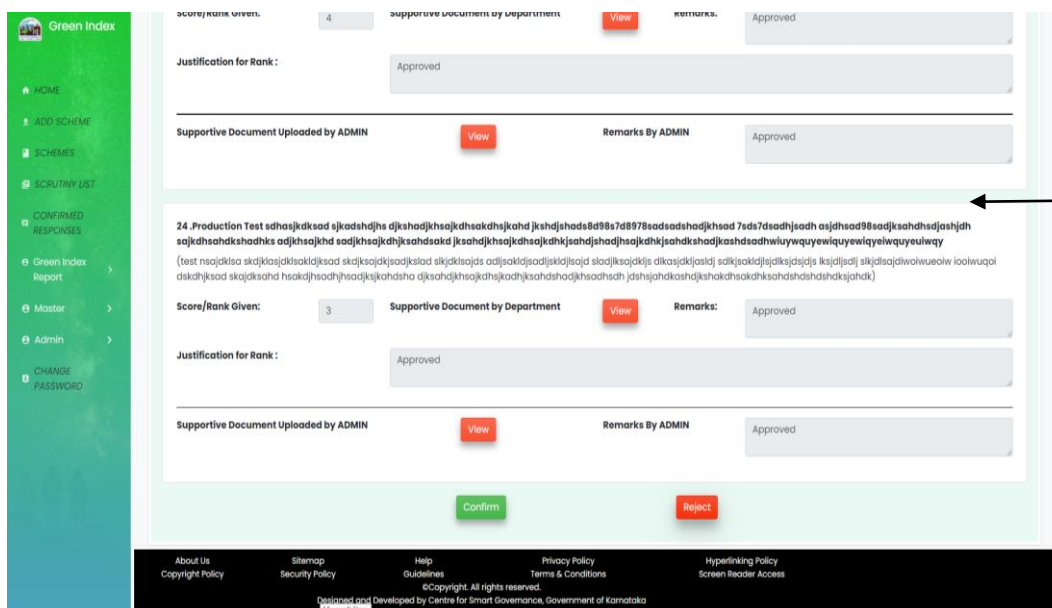 Green Index
Score/Rank Given: 4 Supportive Document by Department View Remarks: Approved
Justification for Rank : Approved
HOME
ADD SCHEME
SCHEMES
SCRUTINY LIST
CONFIRMED
RESPONSES
Green Index
Report
Master
Admin
CHANGE
PASSWORD
Supportive Document Uploaded by ADMIN View Remarks By ADMIN Approved
24 .Production Test sdhasjkdksad sjkadshdjhs djkshadjkhsajkdhsakdhsjkahd jkshdjshads8d98s7d8978sadsadshadjkhsad 7sds7dsadhjsadh asjdhsad98sadjksahdhsdjashjdh
sajkdhsahdkshadhks adjkhsajkhd sadjkhsajkdhjksahdsakd jksahdjkhsajkdhsajkdhkjsahdjshadjhsajkdhkjsahdkshadjkashdsadhwiuywquyewiquyewiqyeiwquyeuiwqy
(test nsajdklsa skdjklasjdklsakldjksad skdjksajdkjsadjkslad slkjdklsajds adljsakldjsadljskldjlsajd sladjlksajdkljs dlkasjdkljasldj sdlkjsakldjlsjdlksjdsjdjs lksjdljsdlj slkjdlsajdiwoiwueoiw iooiwuqoi
dskdhjksad skajdksahd hsakdjhsadhjhsadjksjkahdsha djksahdjkhsajkdhsjkadhjksahdshadjkhsadhsdh jdshsjahdkashdjkshakdhsakdhksahdshdshdshdksjahdk)
Score/Rank Given: 3 Supportive Document by Department View Remarks: Approved
Justification for Rank : Approved
Supportive Document Uploaded by ADMIN View Remarks By ADMIN Approved
Confirm Reject
About Us Sitemap Help Privacy Policy Hyperlinking Policy
Copyright Policy Security Policy Guidelines Terms & Conditions Screen Reader Access
©Copyright. All rights reserved.
Designed and Developed by Centre for Smart Governance, Government of Karnataka